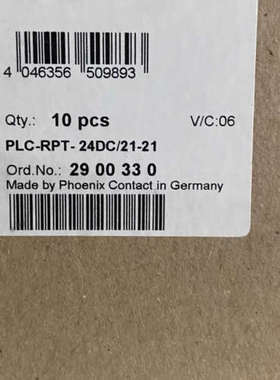 4 046356 509893
Qty.: 10 pcs V/C:06
PLC-RPT- 24DC/21-21
Ord.No.: 29 00 33 0
Made by Phoenix Contact in Germany